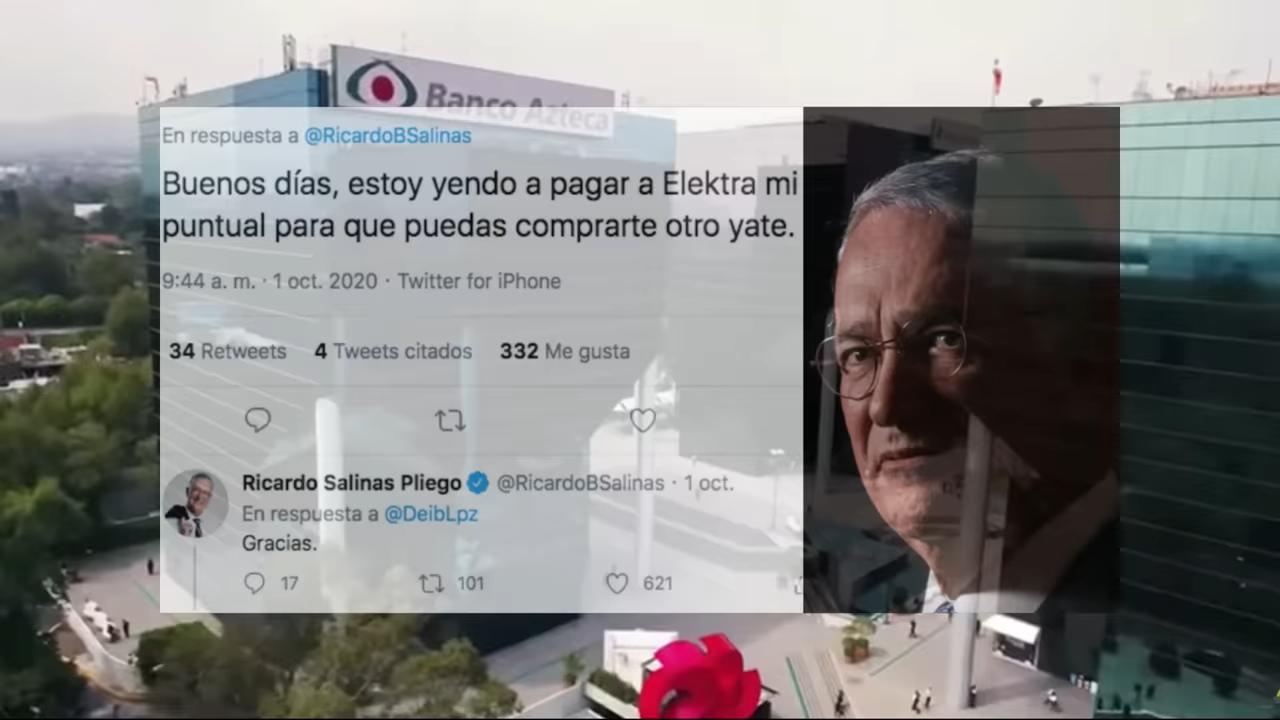 Banco Azteca
En respuesta a @RicardoBSalinas
Buenos días, estoy yendo a pagar a Elektra mi
puntual para que puedas comprarte otro yate.
9:44 a. m. · 1 oct. 2020 · Twitter for iPhone
34 Retweets 4 Tweets citados 332 Me gusta
Ricardo Salinas Pliego @RicardoBSalinas · 1 oct.
En respuesta a @DeibLpz
Gracias.
17 101 621